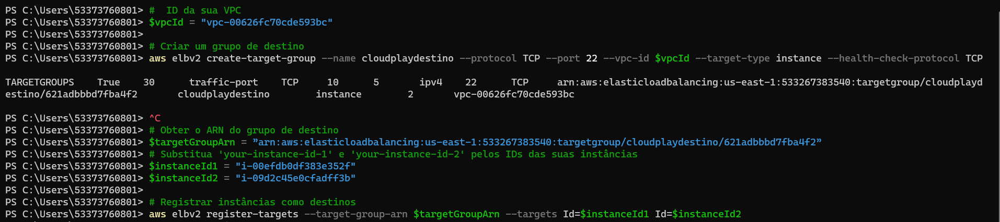 PS C:\Users\53373760801> #  ID da sua VPC
PS C:\Users\53373760801> $vpcId = "vpc-00626fc70cde593bc"
PS C:\Users\53373760801>
PS C:\Users\53373760801> # Criar um grupo de destino
PS C:\Users\53373760801> aws elbv2 create-target-group --name cloudplaydestino --protocol TCP --port 22 --vpc-id $vpcId --target-type instance --health-check-protocol TCP
TARGETGROUPS    True    30      traffic-port    TCP     10      5       ipv4    22      TCP     arn:aws:elasticloadbalancing:us-east-1:533267383540:targetgroup/cloudplayd
estino/621adbbbd7fba4f2       cloudplaydestino        instance        2       vpc-00626fc70cde593bc
PS C:\Users\53373760801> ^C
PS C:\Users\53373760801> # Obter o ARN do grupo de destino
PS C:\Users\53373760801> $targetGroupArn = ”arn:aws:elasticloadbalancing:us-east-1:533267383540:targetgroup/cloudplaydestino/621adbbbd7fba4f2”
PS C:\Users\53373760801> # Substitua 'your-instance-id-1' e 'your-instance-id-2' pelos IDs das suas instâncias
PS C:\Users\53373760801> $instanceId1 = "i-00efdb0df383e352f"
PS C:\Users\53373760801> $instanceId2 = "i-09d2c45e0cfadff3b"
PS C:\Users\53373760801>
PS C:\Users\53373760801> # Registrar instâncias como destinos
PS C:\Users\53373760801> aws elbv2 register-targets --target-group-arn $targetGroupArn --targets Id=$instanceId1 Id=$instanceId2